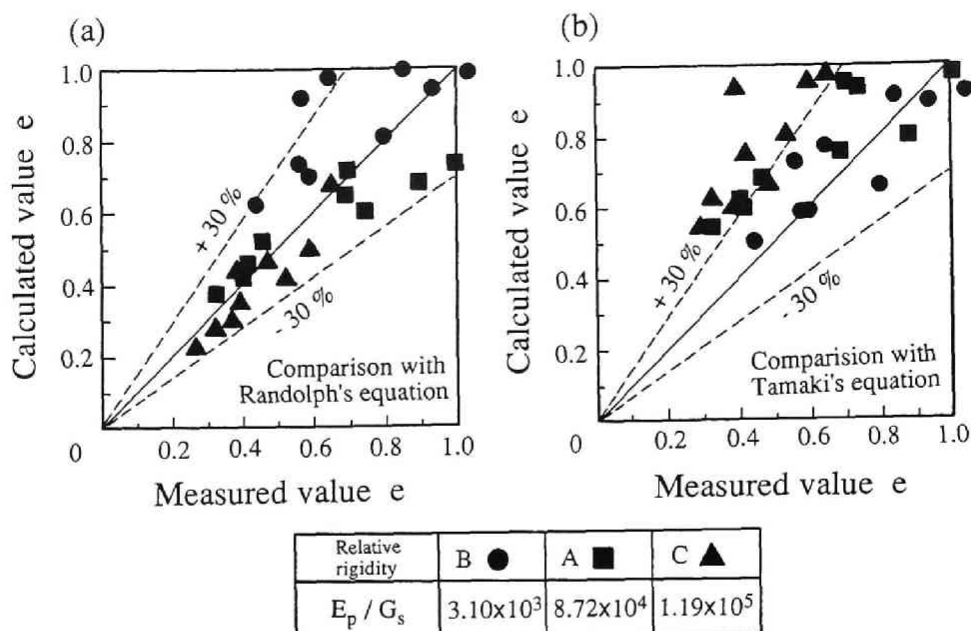 (a)
Calculated value e
1.0
0.8
0.6
0.4
0.2
0
0.2
0.4
0.6
0.8
1.0
+ 30 %
- 30 %
Comparison with
Randolph's equation
Measured value e
(b)
Calculated value e
1.0
0.8
0.6
0.4
0.2
0
0.2
0.4
0.6
0.8
1.0
+ 30 %
- 30 %
Comparision with
Tamaki's equation
Measured value e
Relative
rigidity
B ● A ■ C ▲
E_p / G_s 3.10x10³ 8.72x10⁴ 1.19x10⁵